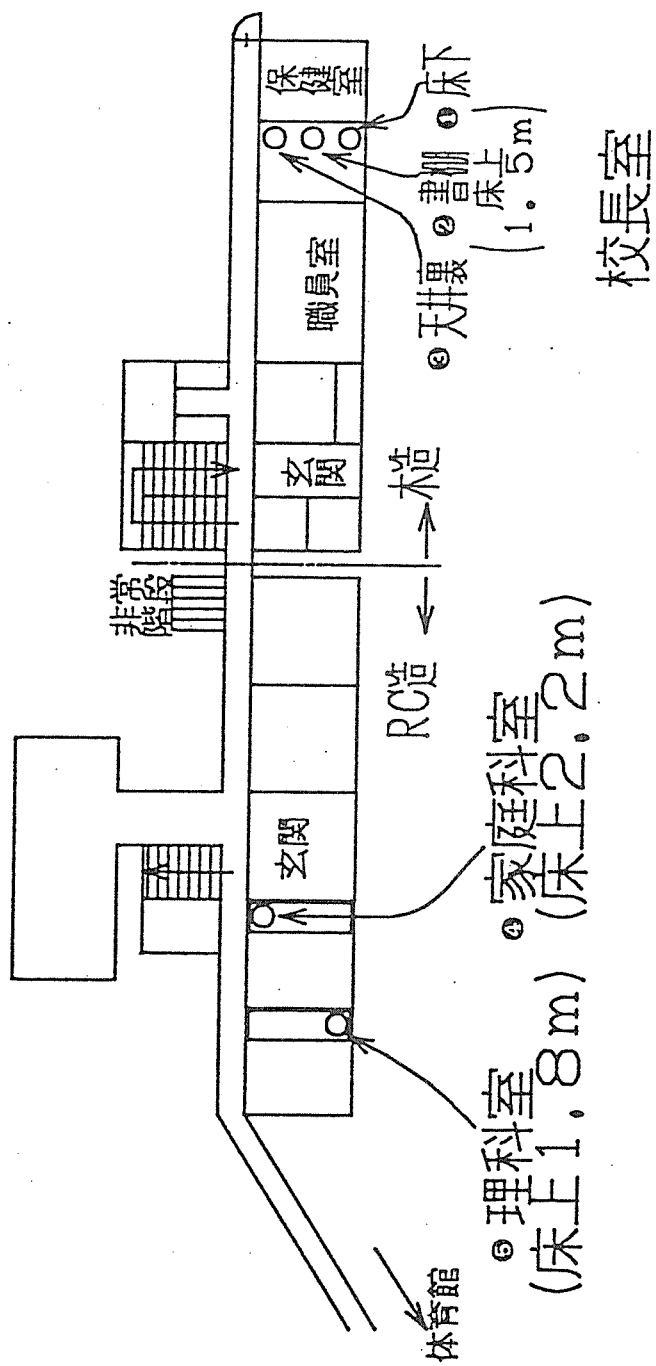 保健室
職員室
玄関
非常
階段
玄関
❶
床下
❷
書棚
床上
(1.5m)
❸
天井裏
校長室
木造
RC造
❹
家庭科室
(床上2.2m)
❺
理科室
(床上1.8m)
体育館